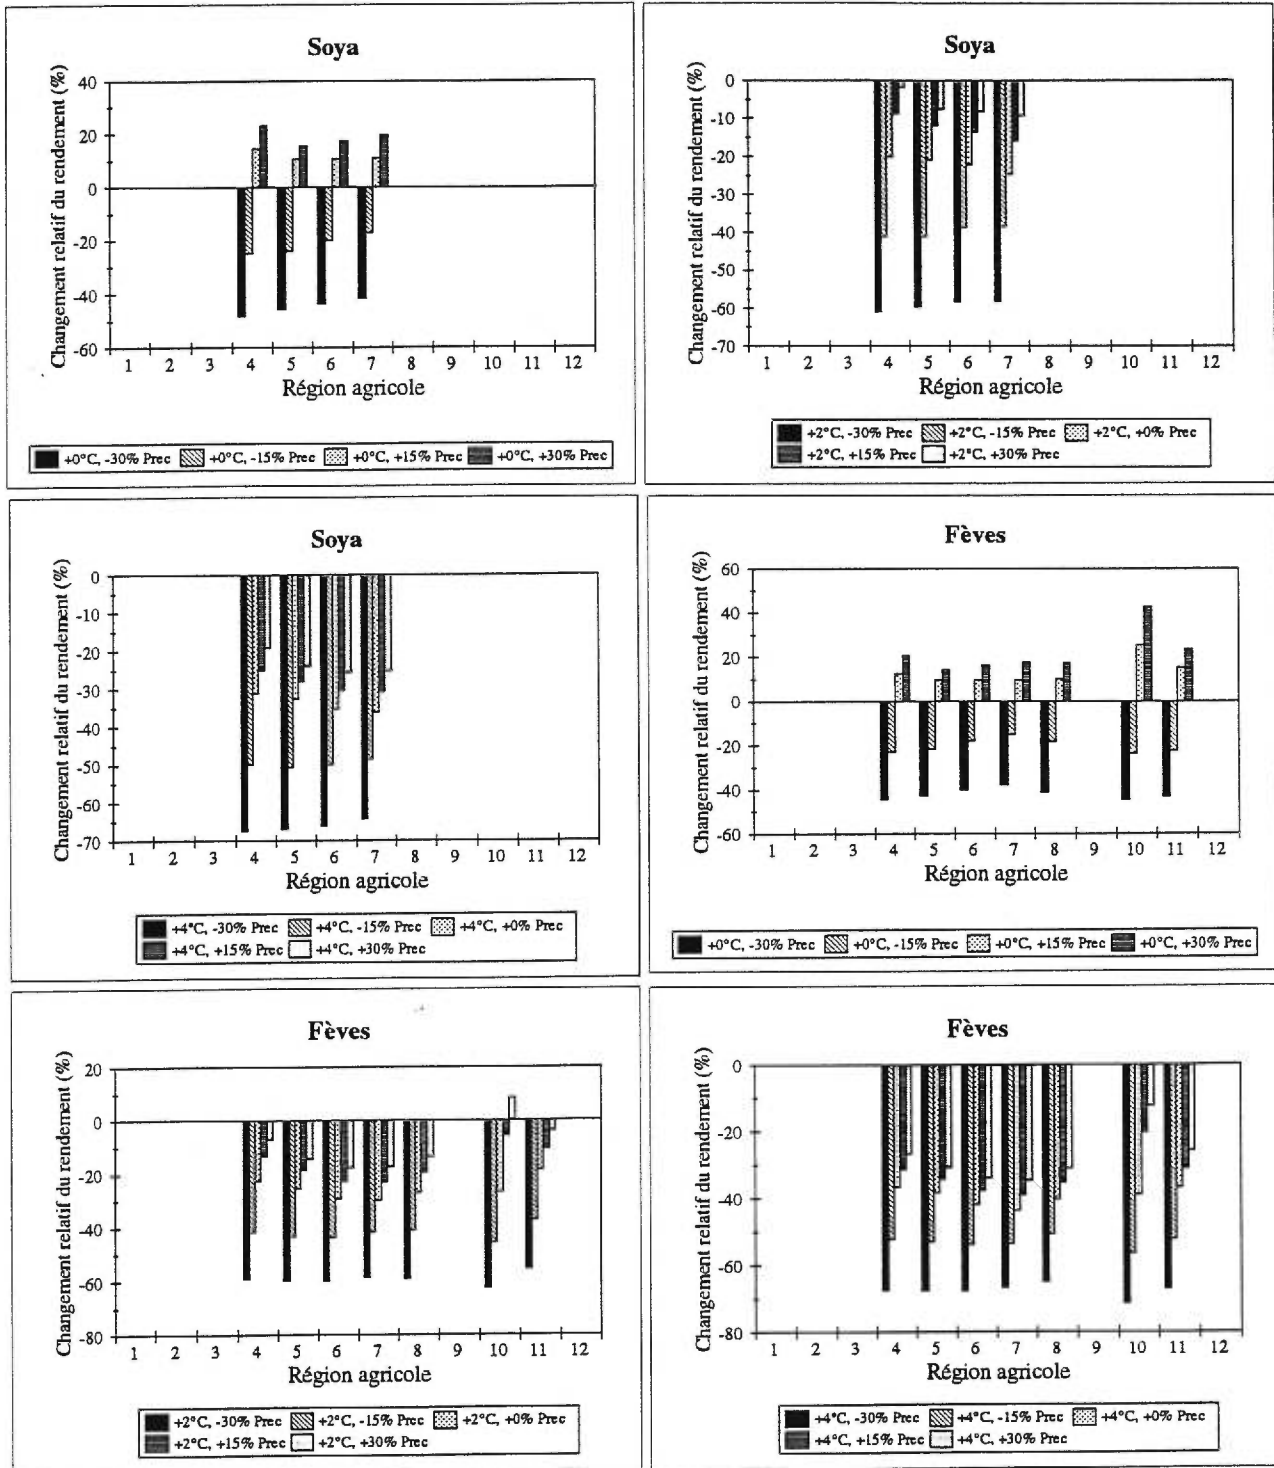 Soya
Changement relatif du rendement (%)
40
20
0
-20
-40
-60
1 2 3 4 5 6 7 8 9 10 11 12
Région agricole
+0°C, -30% Prec +0°C, -15% Prec +0°C, +15% Prec +0°C, +30% Prec
Soya
Changement relatif du rendement (%)
0
-10
-20
-30
-40
-50
-60
-70
1 2 3 4 5 6 7 8 9 10 11 12
Région agricole
+2°C, -30% Prec +2°C, -15% Prec +2°C, +0% Prec
+2°C, +15% Prec +2°C, +30% Prec
Soya
Changement relatif du rendement (%)
0
-10
-20
-30
-40
-50
-60
-70
1 2 3 4 5 6 7 8 9 10 11 12
Région agricole
+4°C, -30% Prec +4°C, -15% Prec +4°C, +0% Prec
+4°C, +15% Prec +4°C, +30% Prec
Fèves
Changement relatif du rendement (%)
60
40
20
0
-20
-40
-60
1 2 3 4 5 6 7 8 9 10 11 12
Région agricole
+0°C, -30% Prec +0°C, -15% Prec +0°C, +15% Prec +0°C, +30% Prec
Fèves
Changement relatif du rendement (%)
20
0
-20
-40
-60
-80
1 2 3 4 5 6 7 8 9 10 11 12
Région agricole
+2°C, -30% Prec +2°C, -15% Prec +2°C, +0% Prec
+2°C, +15% Prec +2°C, +30% Prec
Fèves
Changement relatif du rendement (%)
0
-20
-40
-60
-80
1 2 3 4 5 6 7 8 9 10 11 12
Région agricole
+4°C, -30% Prec +4°C, -15% Prec +4°C, +0% Prec
+4°C, +15% Prec +4°C, +30% Prec